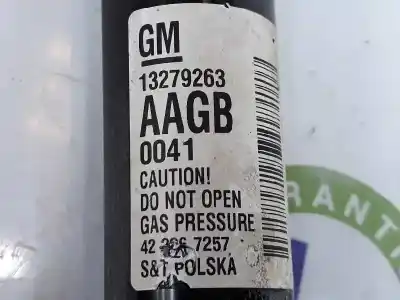 GM
13279263
AAGB
0041
CAUTION!
DO NOT OPEN
GAS PRESSURE
42 7257
S&T POLSKA